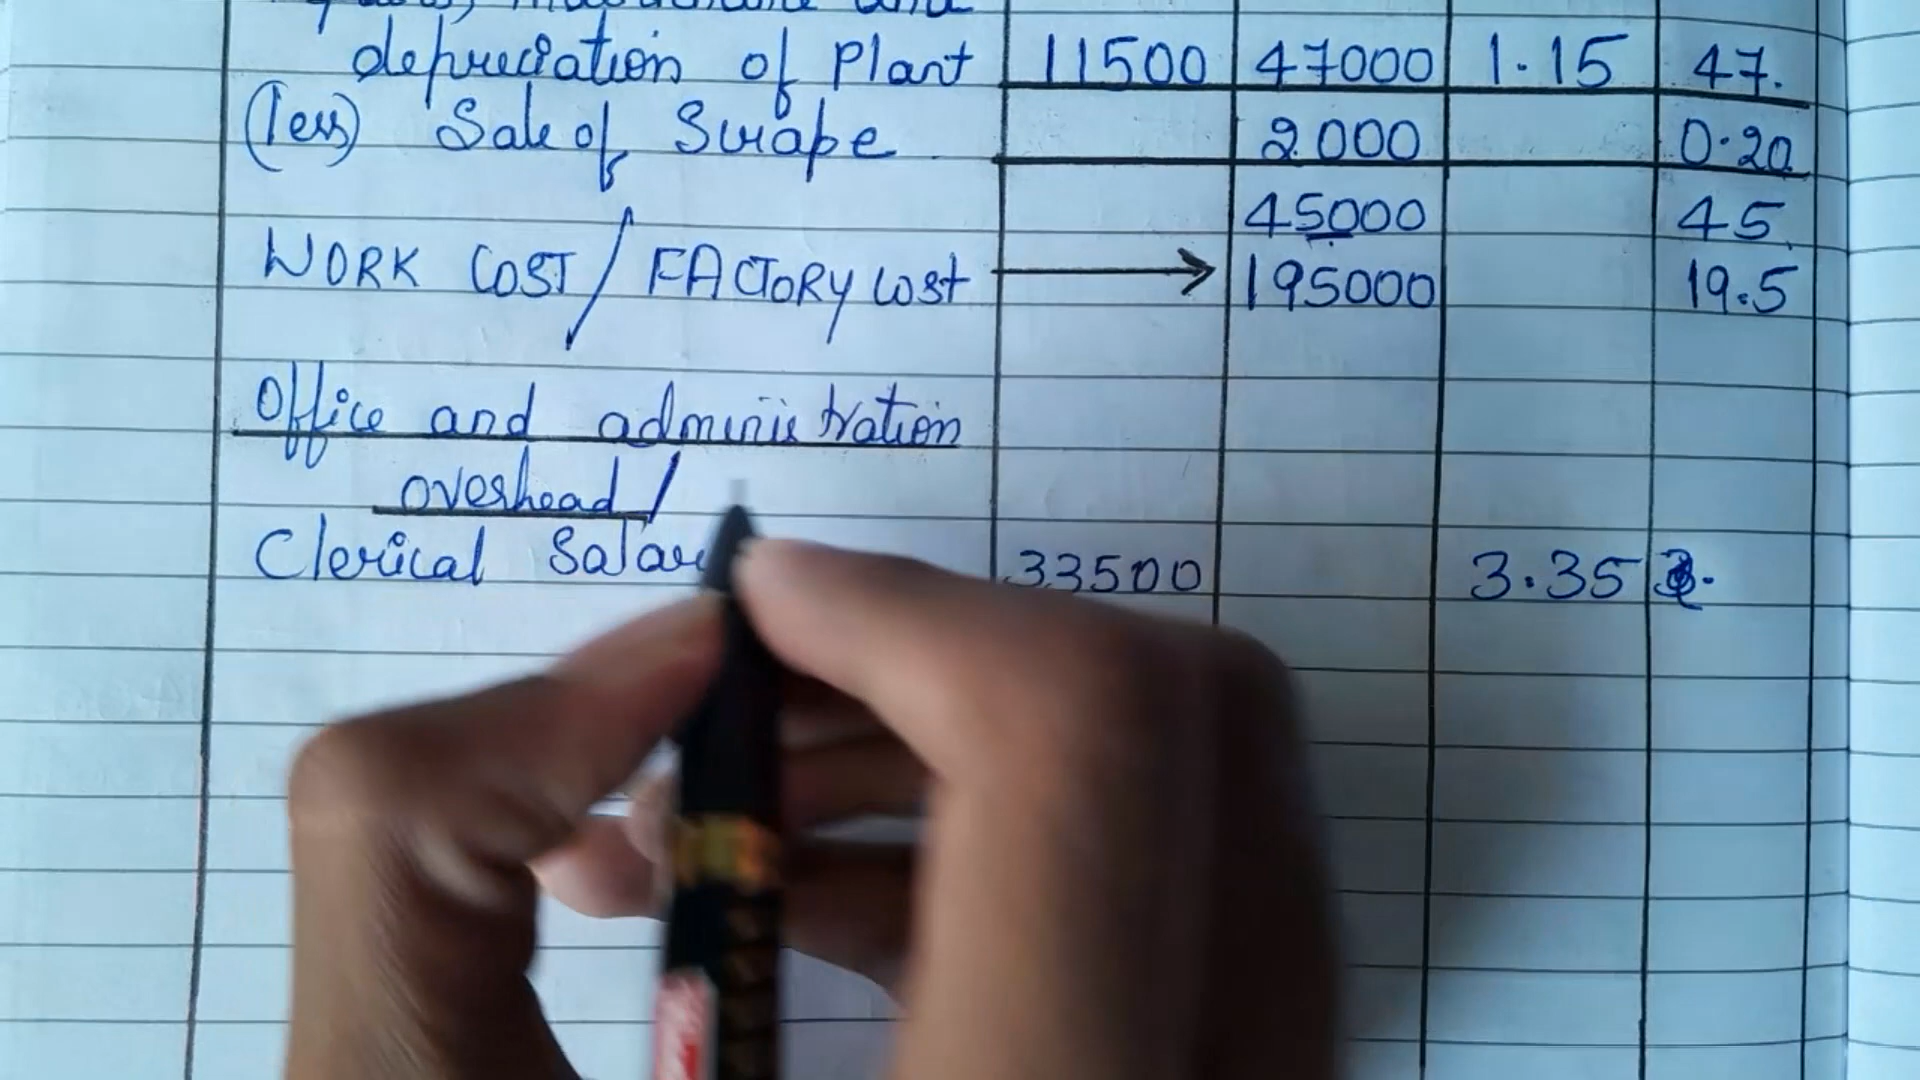 depreciation of Plant 11500 47000 1.15 47.
(less) Sale of Scrape 2000 0.20
45000 45.
WORK COST / FACTORY Cost → 195000 19.5
Office and administration
overhead /
Clerical Salar 33500 3.35